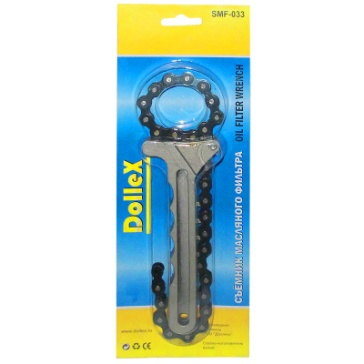 SMF-033
DolleX
OIL FILTER WRENCH
СЪЕМНИК МАСЛЯНОГО ФИЛЬТРА
www.dollex.ru